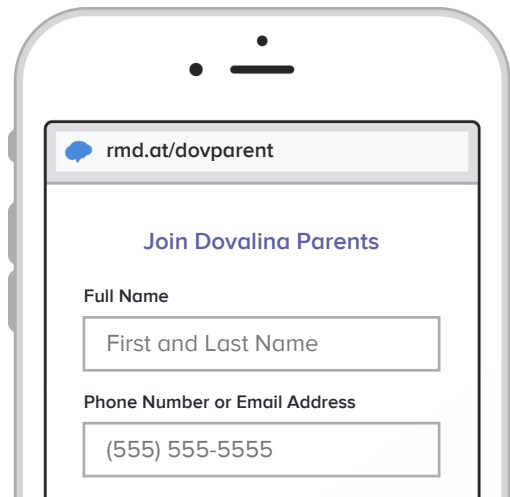 rmd.at/dovparent
Join Dovalina Parents
Full Name
First and Last Name
Phone Number or Email Address
(555) 555-5555